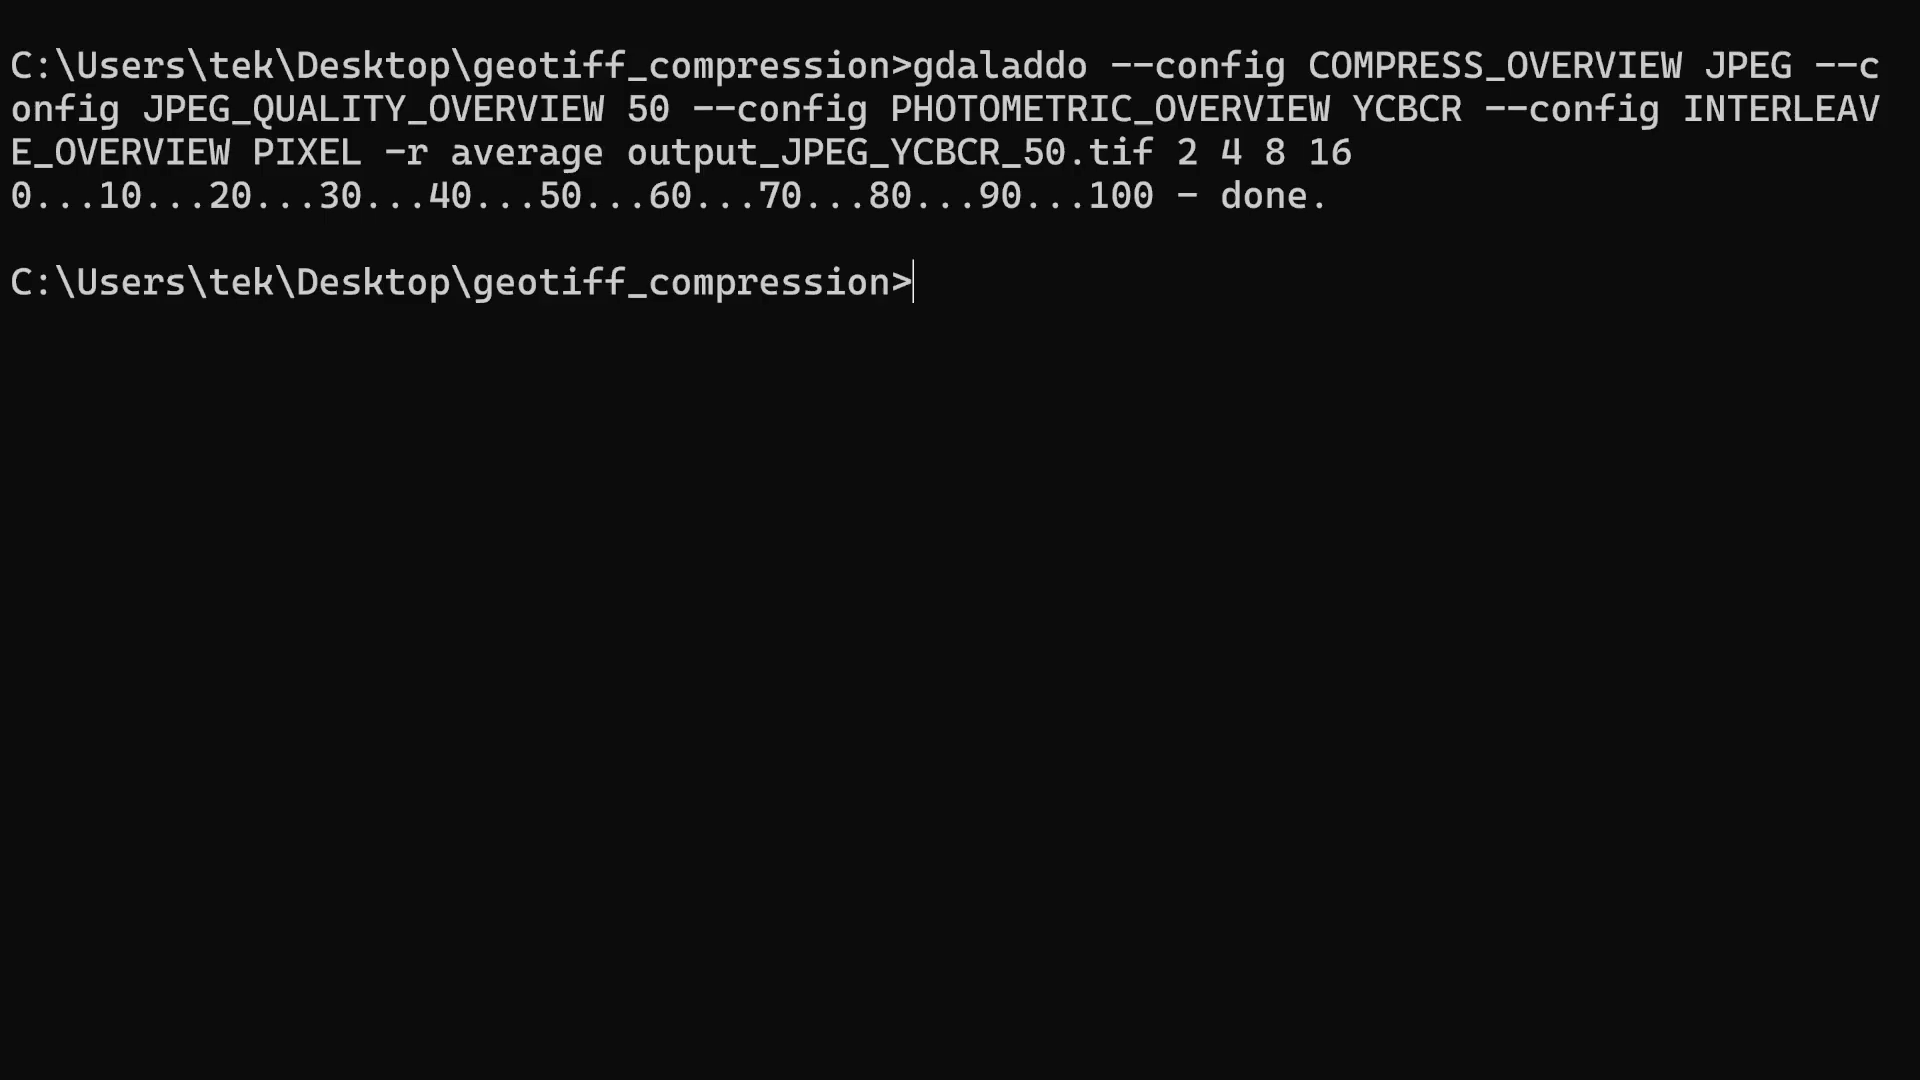 C:\Users\tek\Desktop\geotiff_compression>gdaladdo --config COMPRESS_OVERVIEW JPEG --c
onfig JPEG_QUALITY_OVERVIEW 50 --config PHOTOMETRIC_OVERVIEW YCBCR --config INTERLEAV
E_OVERVIEW PIXEL -r average output_JPEG_YCBCR_50.tif 2 4 8 16
0...10...20...30...40...50...60...70...80...90...100 - done.
C:\Users\tek\Desktop\geotiff_compression>